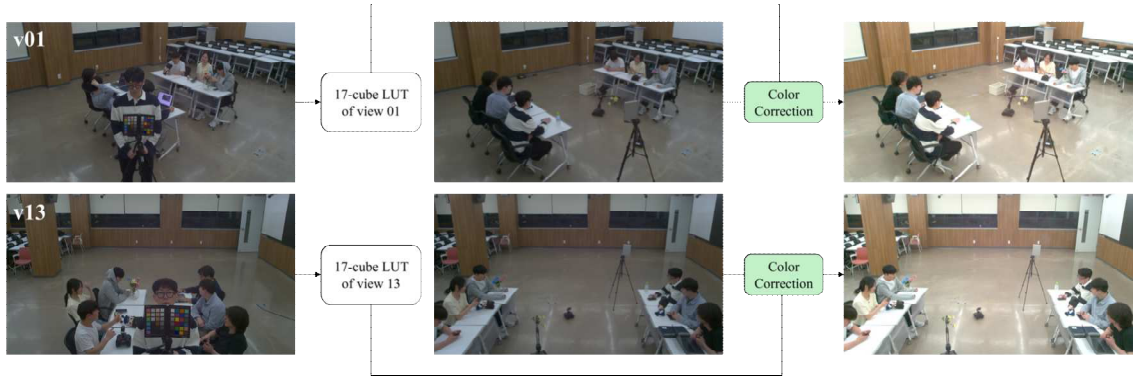 v01
17-cube LUT
of view 01
Color
Correction
v13
17-cube LUT
of view 13
Color
Correction